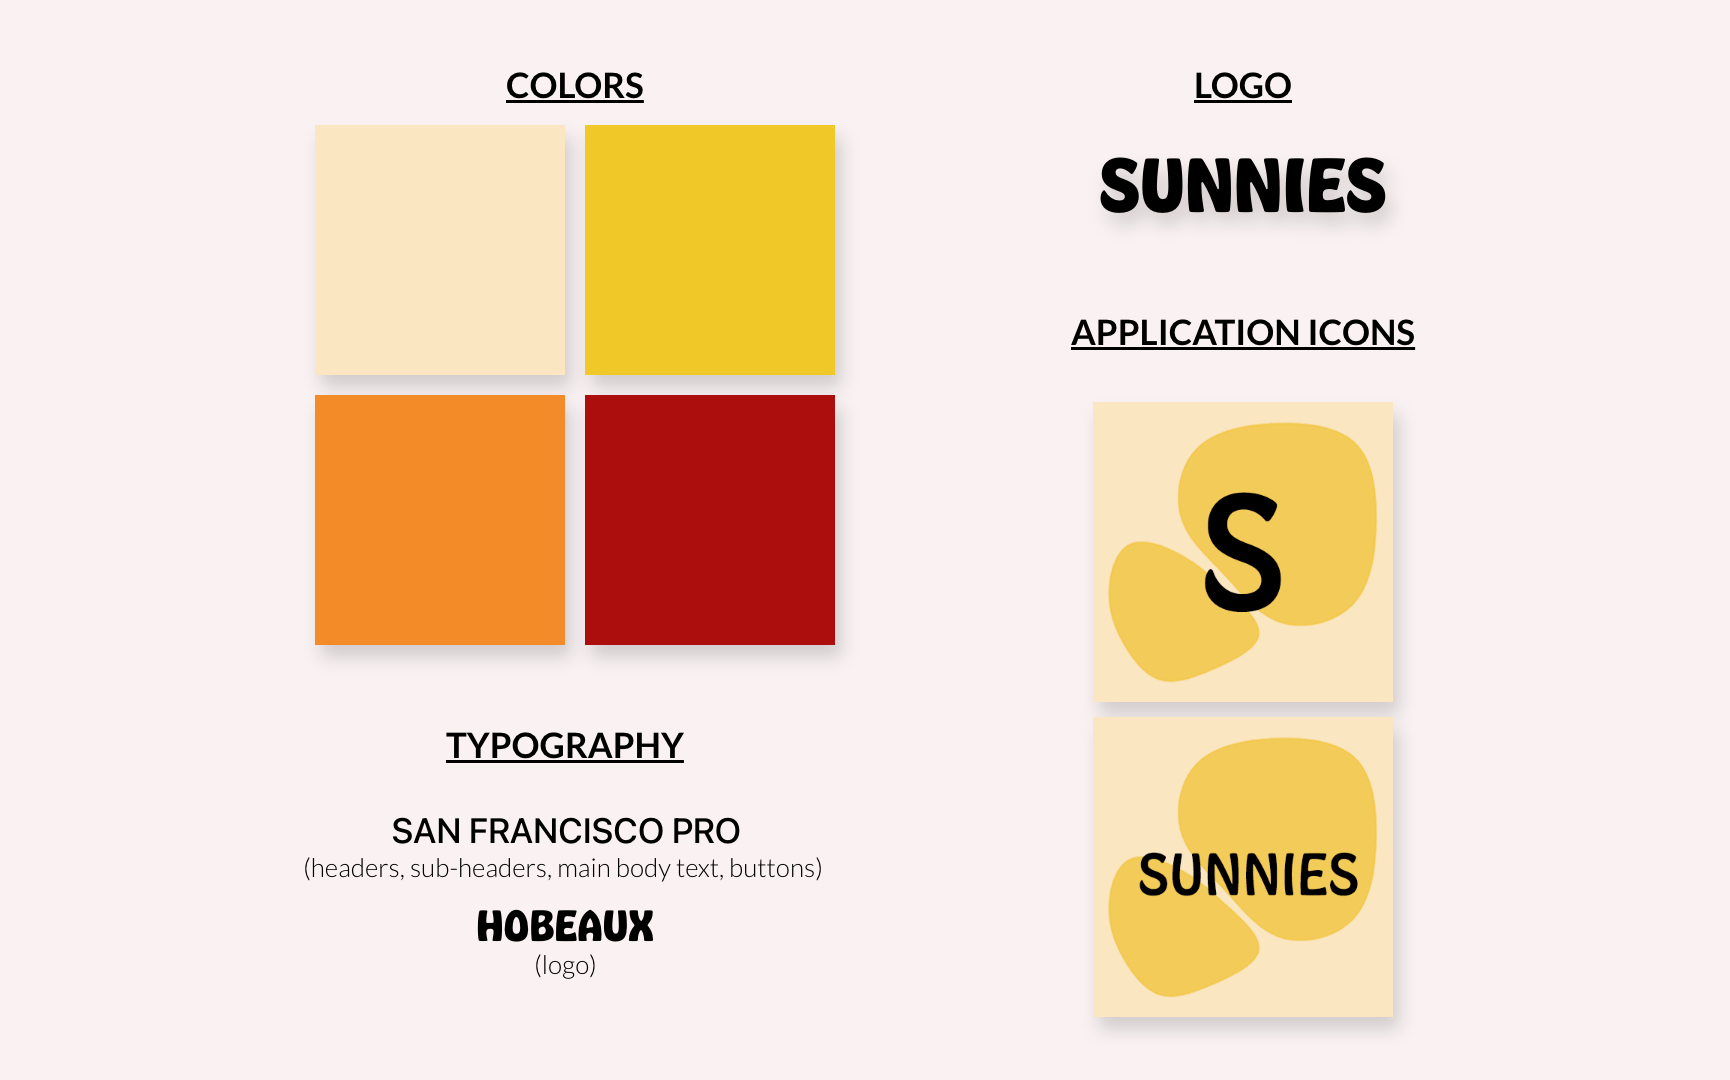 COLORS
TYPOGRAPHY
SAN FRANCISCO PRO
(headers, sub-headers, main body text, buttons)
HOBEAUX
(logo)
LOGO
SUNNIES
APPLICATION ICONS
S
SUNNIES